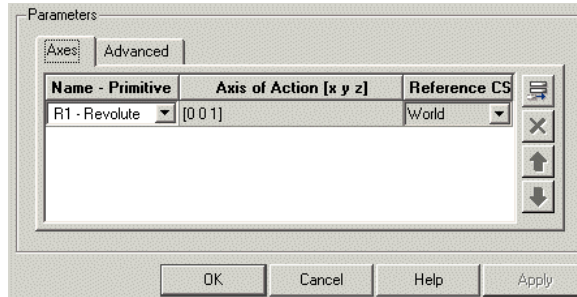 Parameters
Axes Advanced
Name - Primitive Axis of Action [x y z] Reference CS
R1 - Revolute [0 0 1] World
OK Cancel Help Apply